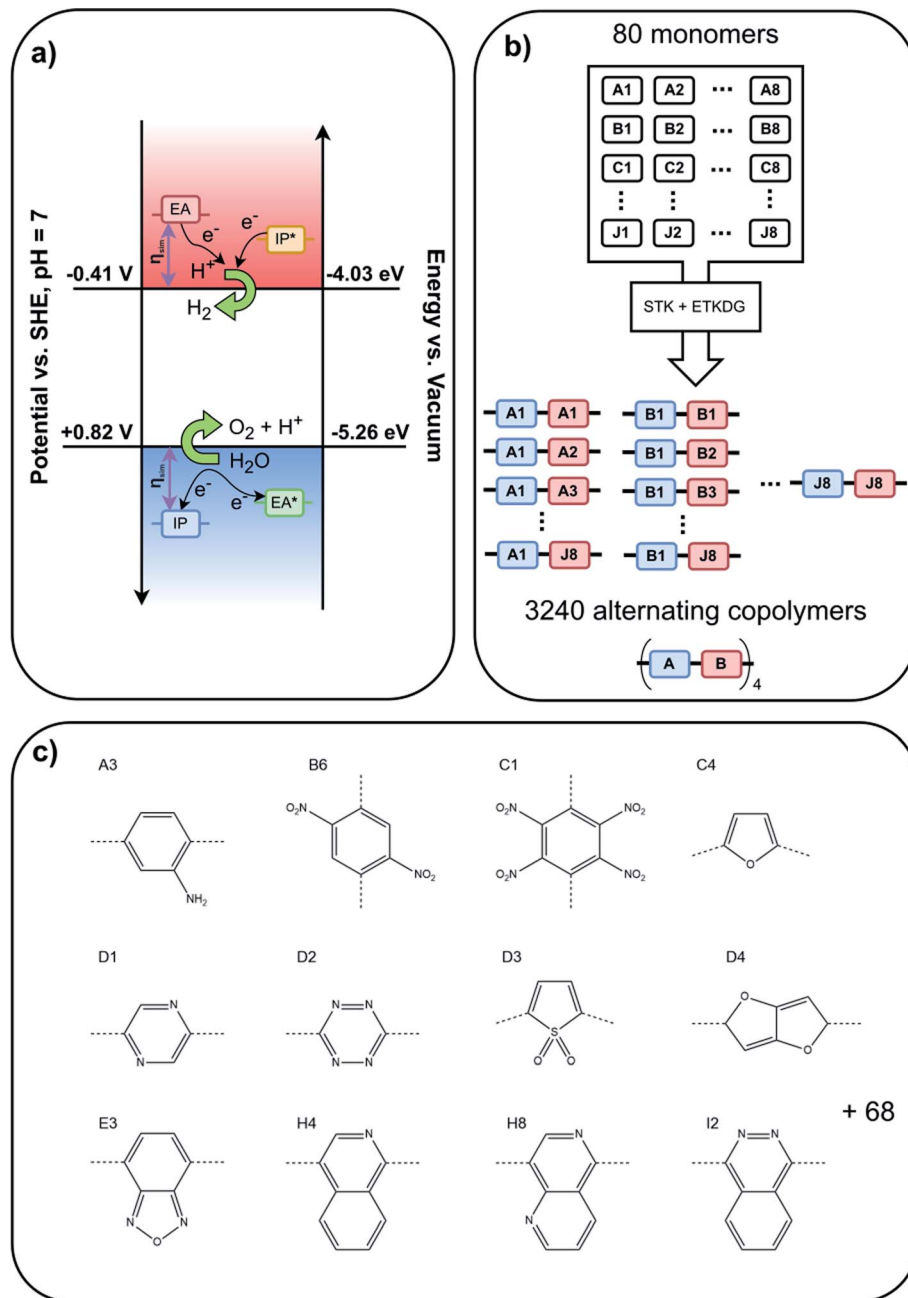 a)
Potential vs. SHE, pH = 7
Energy vs. Vacuum
EA
e-
e-
IP*
ηsim
H+
-0.41 V
-4.03 eV
H2
+0.82 V
O2 + H+
-5.26 eV
H2O
ηsim
e-
e-
EA*
IP
b)
80 monomers
A1 A2 ··· A8
B1 B2 ··· B8
C1 C2 ··· C8
J1 J2 ··· J8
STK + ETKDG
A1 A1 B1 B1
A1 A2 B1 B2
A1 A3 B1 B3 ··· J8 J8
A1 J8 B1 J8
3240 alternating copolymers
( A B )4
c)
A3 B6 C1 C4
NH2
O2N
NO2
O2N NO2
O2N NO2
O
D1 D2 D3 D4
N
N
N N
N N
S
O O
O
O
E3 H4 H8 I2
+ 68
N N
O
N
N
N
N N